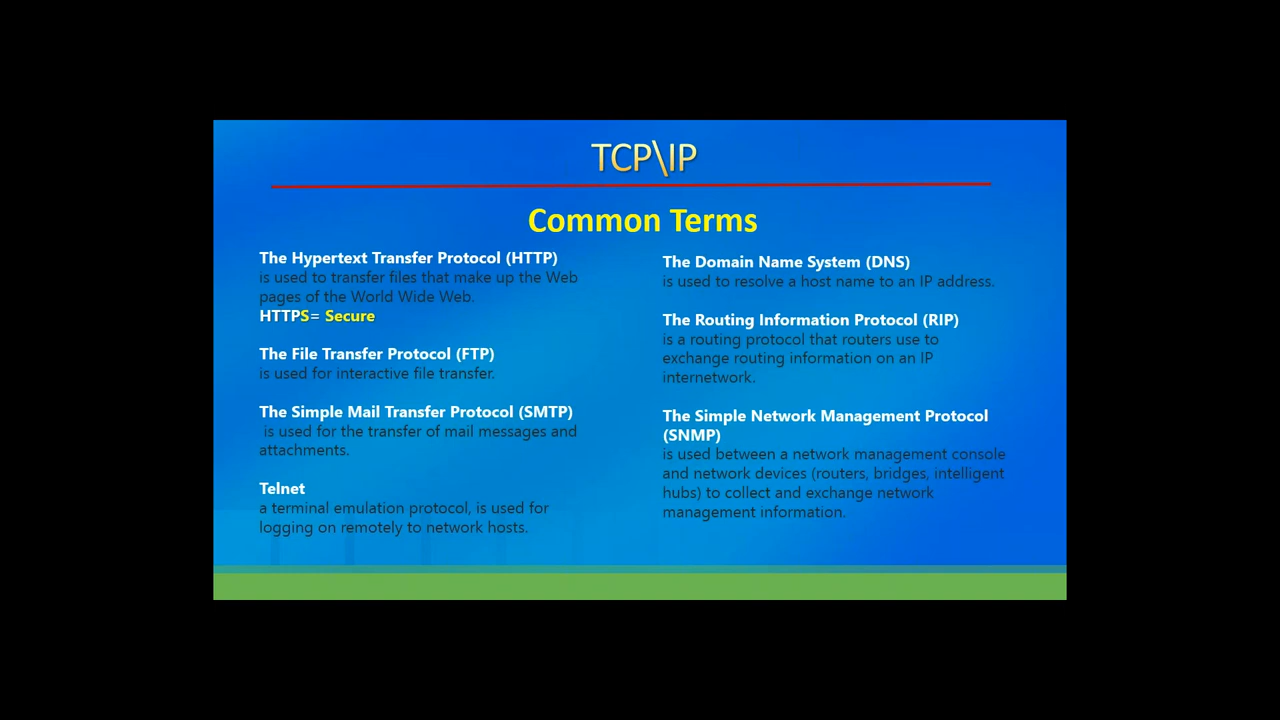 TCP\IP
Common Terms
The Hypertext Transfer Protocol (HTTP)
is used to transfer files that make up the Web
pages of the World Wide Web.
HTTPS= Secure
The File Transfer Protocol (FTP)
is used for interactive file transfer.
The Simple Mail Transfer Protocol (SMTP)
is used for the transfer of mail messages and
attachments.
Telnet
a terminal emulation protocol, is used for
logging on remotely to network hosts.
The Domain Name System (DNS)
is used to resolve a host name to an IP address.
The Routing Information Protocol (RIP)
is a routing protocol that routers use to
exchange routing information on an IP
internetwork.
The Simple Network Management Protocol
(SNMP)
is used between a network management console
and network devices (routers, bridges, intelligent
hubs) to collect and exchange network
management information.